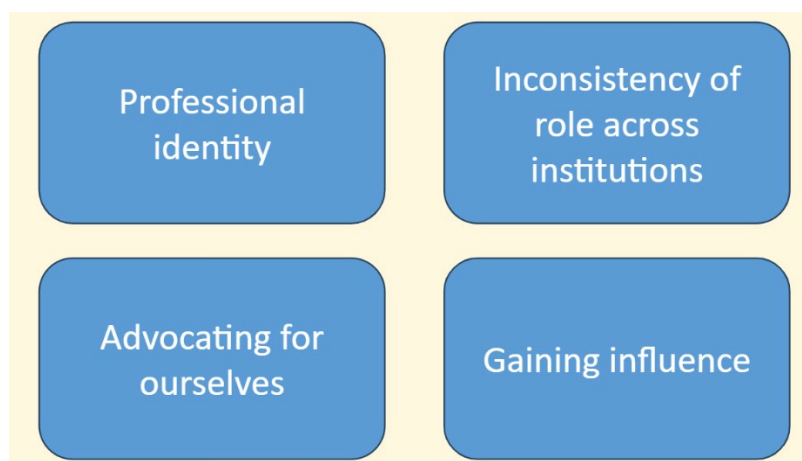 Professional
identity
Inconsistency of
role across
institutions
Advocating for
ourselves
Gaining influence